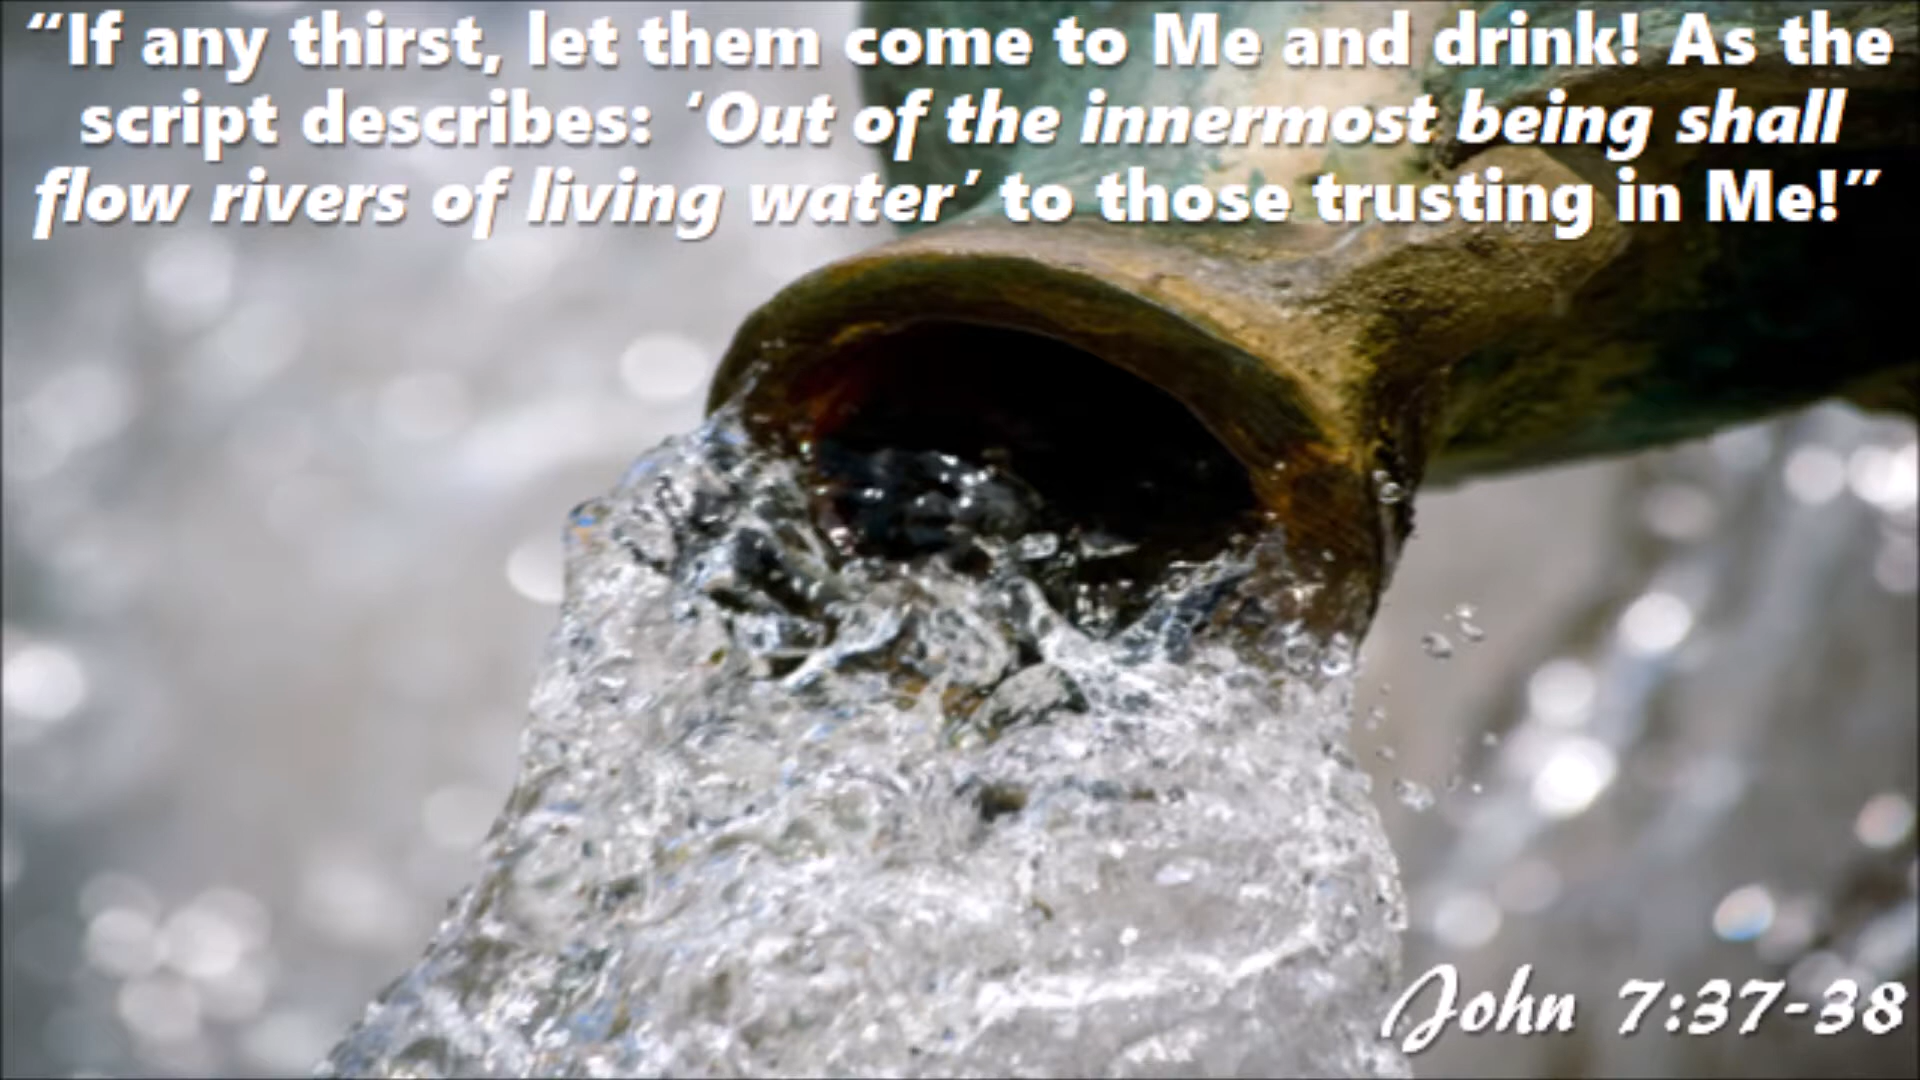 “If any thirst, let them come to Me and drink! As the
script describes: ‘Out of the innermost being shall
flow rivers of living water’ to those trusting in Me!”
John 7:37-38